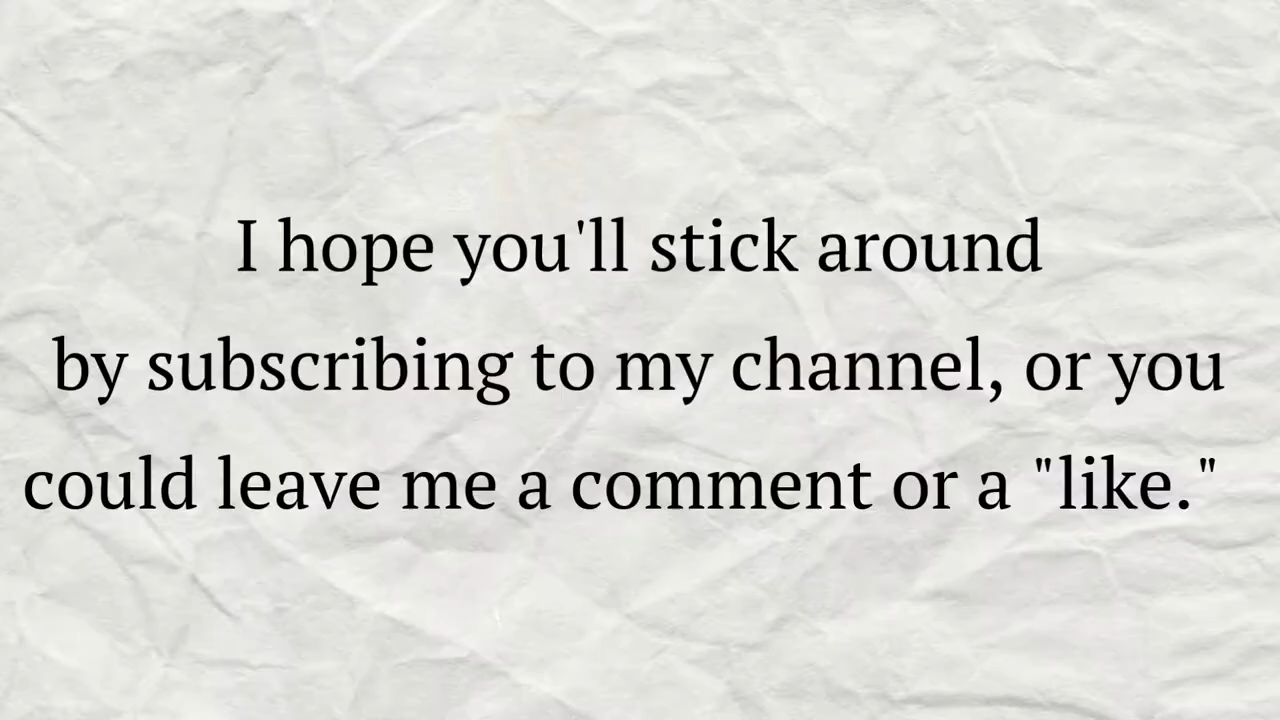 I hope you'll stick around
by subscribing to my channel, or you
could leave me a comment or a "like."